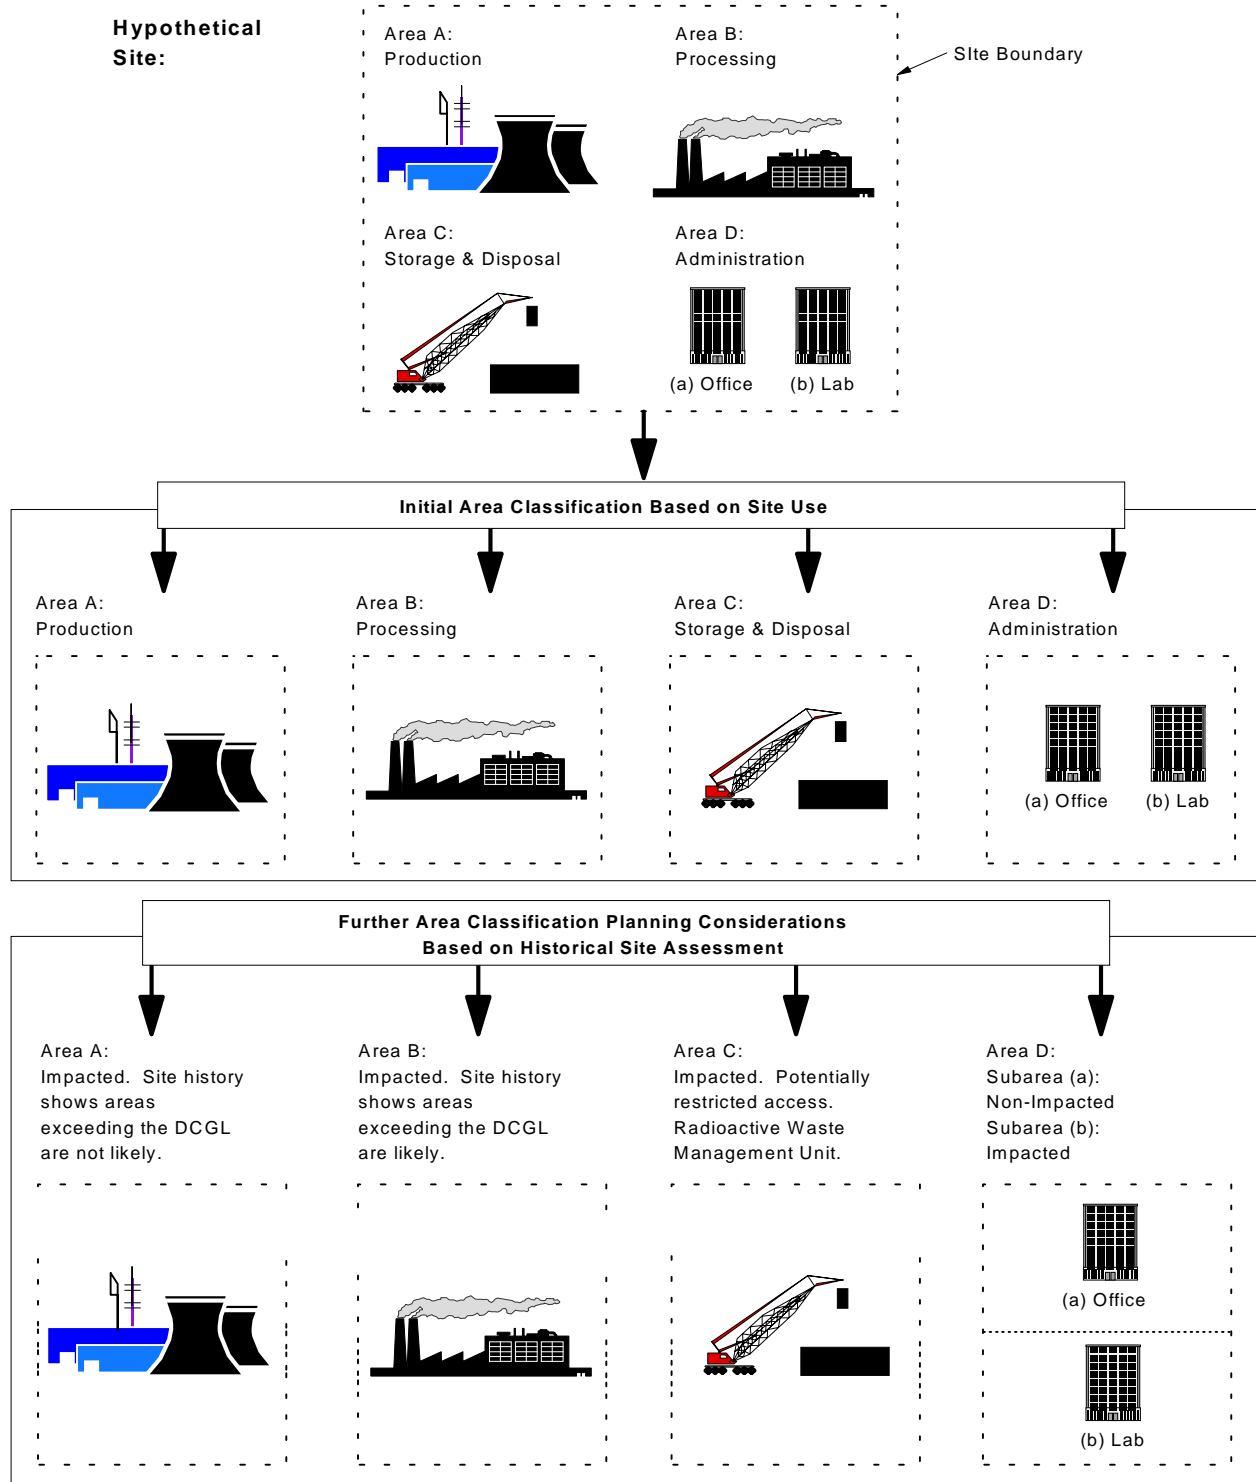 Hypothetical
Site:
Area A:
Production
Area B:
Processing
SIte Boundary
Area C:
Storage & Disposal
Area D:
Administration
(a) Office
(b) Lab
Initial Area Classification Based on Site Use
Area A:
Production
Area B:
Processing
Area C:
Storage & Disposal
Area D:
Administration
(a) Office
(b) Lab
Further Area Classification Planning Considerations
Based on Historical Site Assessment
Area A:
Impacted. Site history
shows areas
exceeding the DCGL
are not likely.
Area B:
Impacted. Site history
shows areas
exceeding the DCGL
are likely.
Area C:
Impacted. Potentially
restricted access.
Radioactive Waste
Management Unit.
Area D:
Subarea (a):
Non-Impacted
Subarea (b):
Impacted
(a) Office
(b) Lab